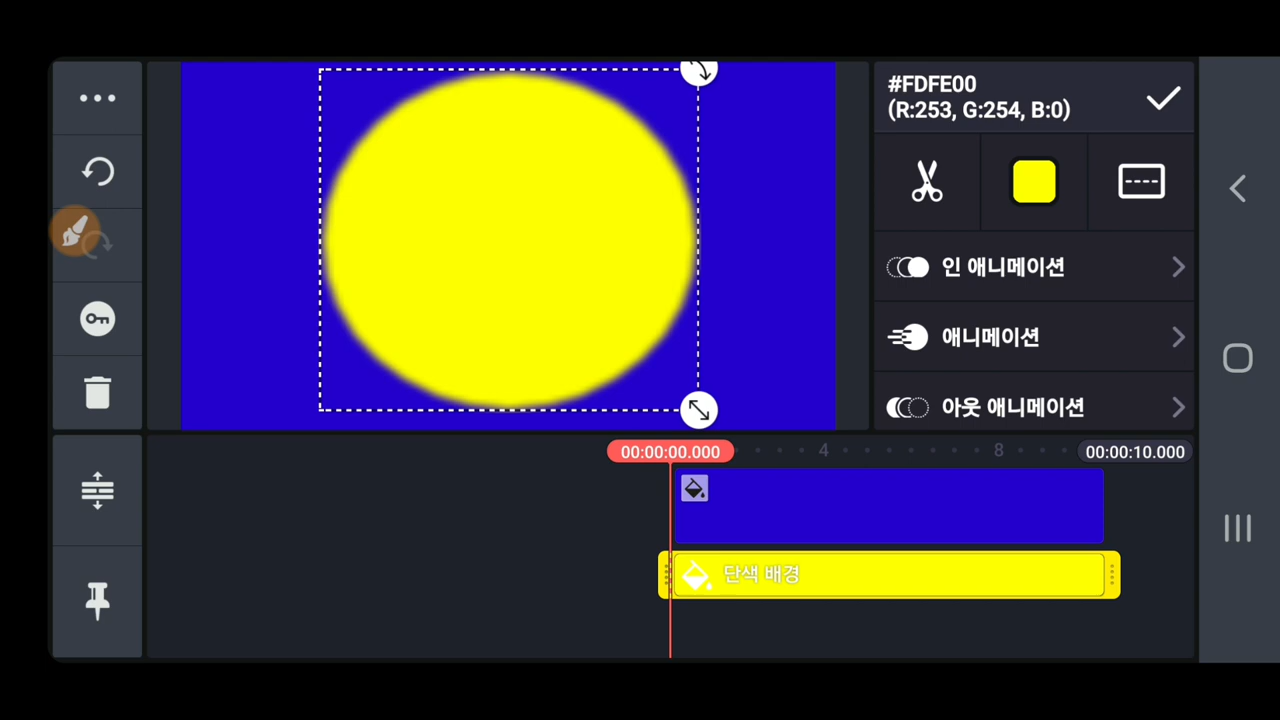 #FDFE00
(R:253, G:254, B:0)
인 애니메이션
애니메이션
아웃 애니메이션
00:00:00.000
4
8
00:00:10.000
단색 배경